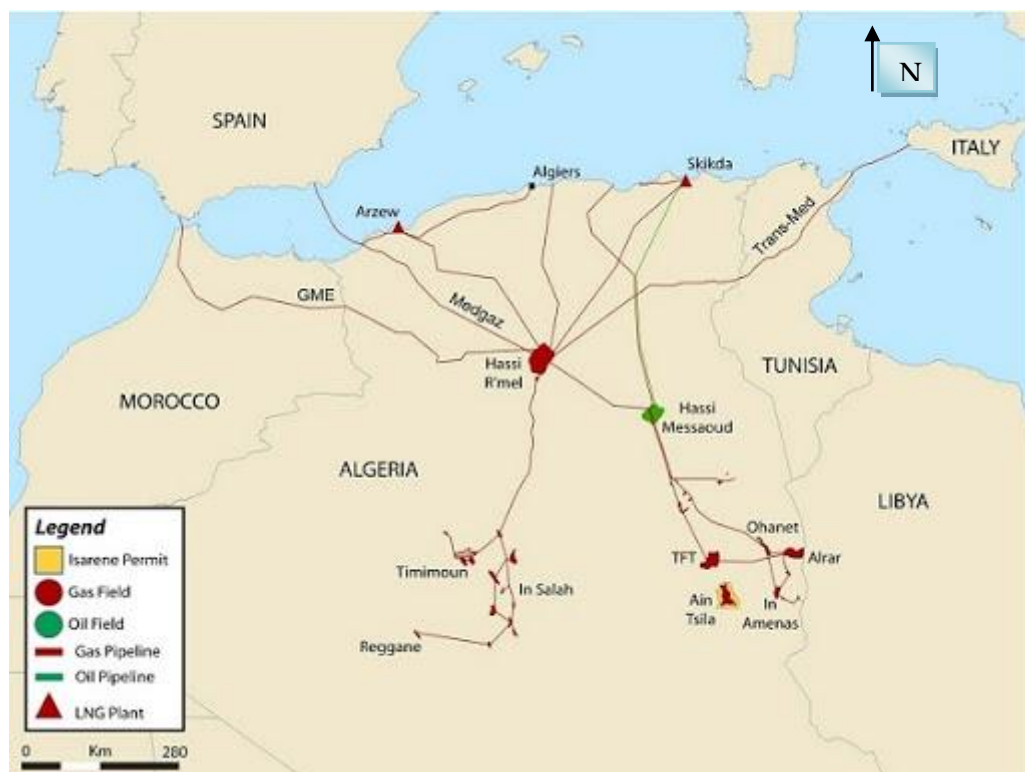 N
SPAIN
ITALY
Algiers
Skikda
Arzew
Trans-Med
GME
Medgaz
Hassi
R'mel
TUNISIA
MOROCCO
Hassi
Messaoud
ALGERIA
LIBYA
Ohanet
TFT
Alrar
Timimoun
In Salah
Ain
Tsila
In
Amenas
Reggane
Legend
Isarene Permit
Gas Field
Oil Field
Gas Pipeline
Oil Pipeline
LNG Plant
0 Km 280